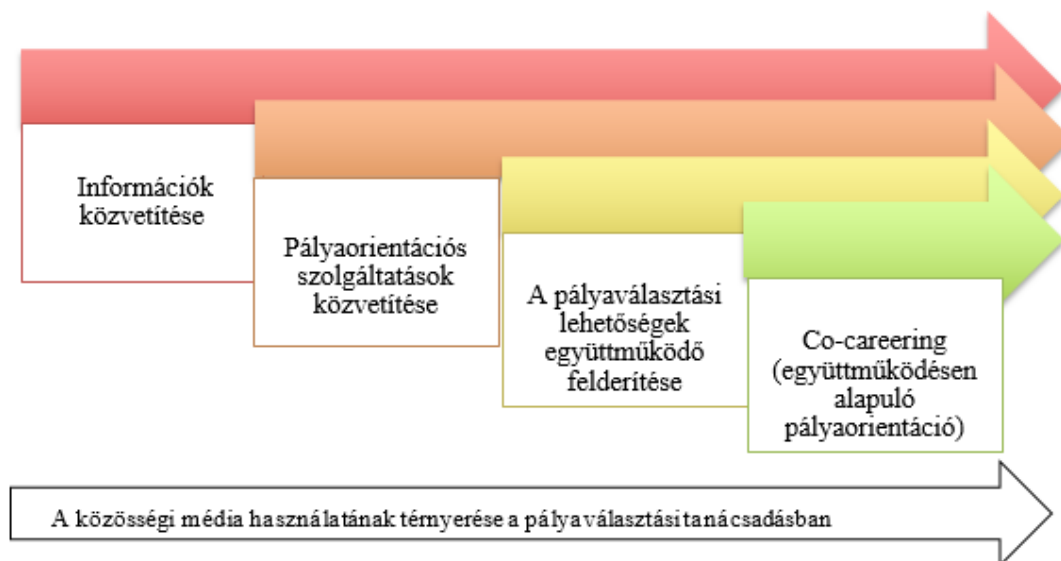 Információk
közvetítése
Pályaorientációs
szolgáltatások
közvetítése
A pályaválasztási
lehetőségek
együttműködő
felderítése
Co-careering
(együttműködésen
alapuló
pályaorientáció)
A közösségi média használatának térnyerése a pályaválasztási tanácsadásban